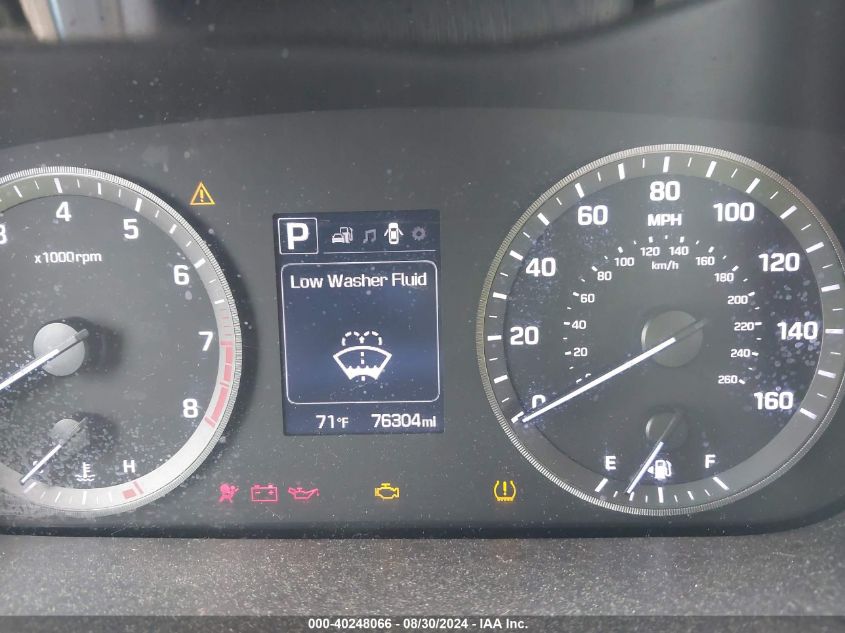 3 4 5 6 7 8
x1000rpm
H
P
Low Washer Fluid
71°F 76304mi
0 20 40 60 80 100 120 140 160
MPH
20 40 60 80 100 120 140 160 180 200 220 240 260
km/h
E F
000-40248066 - 08/30/2024 - IAA Inc.